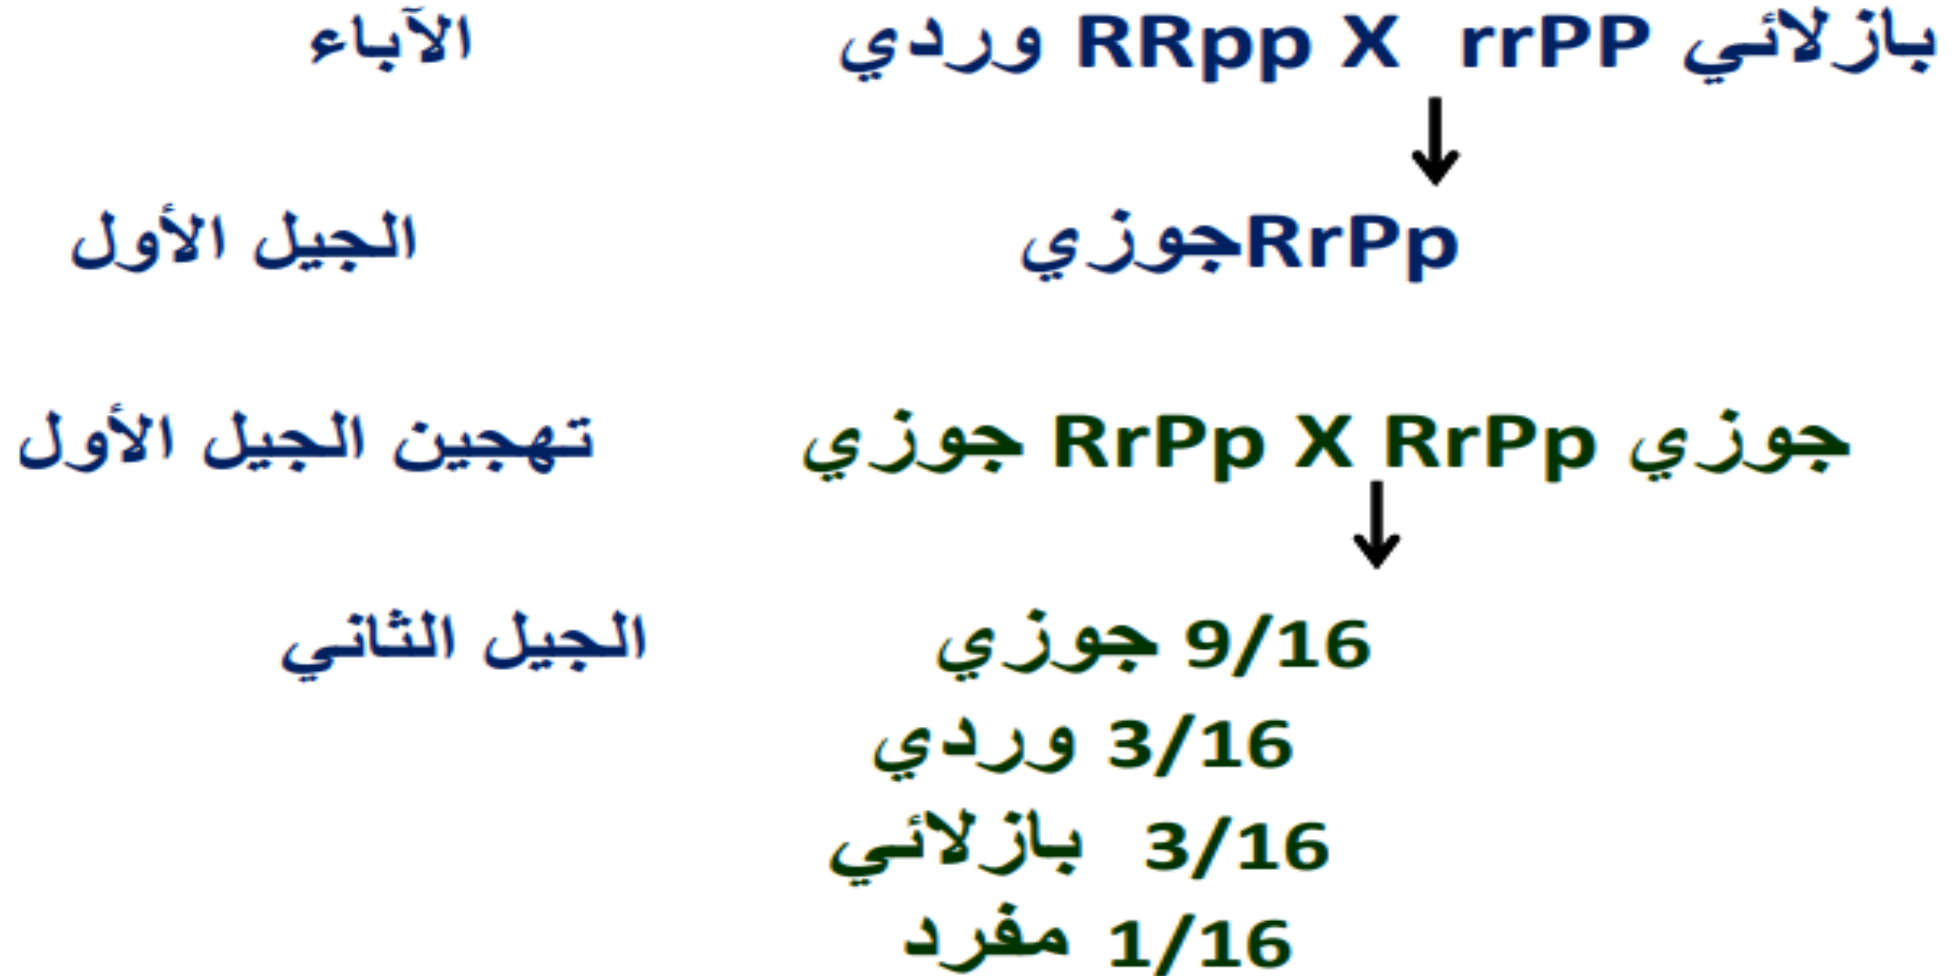 بازلائي rrPP X RRpp وردي الآباء
RrPpجوزي الجيل الأول
جوزي RrPp X RrPp جوزي تهجين الجيل الأول
9/16 جوزي الجيل الثاني
3/16 وردي
3/16 بازلائي
1/16 مفرد